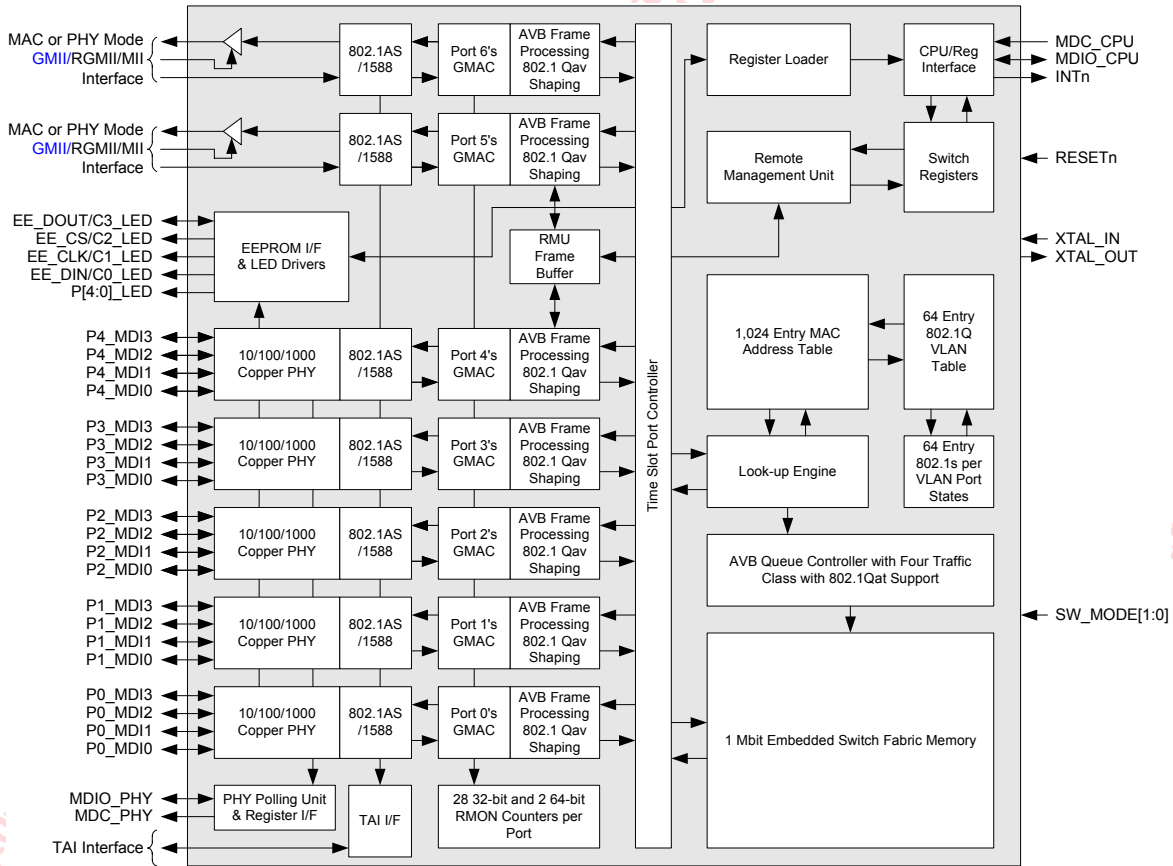 MAC or PHY Mode
GMII/RGMII/MII
Interface
802.1AS
/1588
Port 6's
GMAC
AVB Frame
Processing
802.1 Qav
Shaping
Register Loader
CPU/Reg
Interface
MDC_CPU
MDIO_CPU
INTn
MAC or PHY Mode
GMII/RGMII/MII
Interface
802.1AS
/1588
Port 5's
GMAC
AVB Frame
Processing
802.1 Qav
Shaping
Remote
Management Unit
Switch
Registers
RESETn
EE_DOUT/C3_LED
EE_CS/C2_LED
EE_CLK/C1_LED
EE_DIN/C0_LED
P[4:0]_LED
EEPROM I/F
& LED Drivers
RMU
Frame
Buffer
XTAL_IN
XTAL_OUT
P4_MDI3
P4_MDI2
P4_MDI1
P4_MDI0
10/100/1000
Copper PHY
802.1AS
/1588
Port 4's
GMAC
AVB Frame
Processing
802.1 Qav
Shaping
Time Slot Port Controller
1,024 Entry MAC
Address Table
64 Entry
802.1Q
VLAN
Table
P3_MDI3
P3_MDI2
P3_MDI1
P3_MDI0
10/100/1000
Copper PHY
802.1AS
/1588
Port 3's
GMAC
AVB Frame
Processing
802.1 Qav
Shaping
Look-up Engine
64 Entry
802.1s per
VLAN Port
States
P2_MDI3
P2_MDI2
P2_MDI1
P2_MDI0
10/100/1000
Copper PHY
802.1AS
/1588
Port 2's
GMAC
AVB Frame
Processing
802.1 Qav
Shaping
AVB Queue Controller with Four Traffic
Class with 802.1Qat Support
P1_MDI3
P1_MDI2
P1_MDI1
P1_MDI0
10/100/1000
Copper PHY
802.1AS
/1588
Port 1's
GMAC
AVB Frame
Processing
802.1 Qav
Shaping
SW_MODE[1:0]
P0_MDI3
P0_MDI2
P0_MDI1
P0_MDI0
10/100/1000
Copper PHY
802.1AS
/1588
Port 0's
GMAC
AVB Frame
Processing
802.1 Qav
Shaping
1 Mbit Embedded Switch Fabric Memory
MDIO_PHY
MDC_PHY
PHY Polling Unit
& Register I/F
TAI I/F
28 32-bit and 2 64-bit
RMON Counters per
Port
TAI Interface